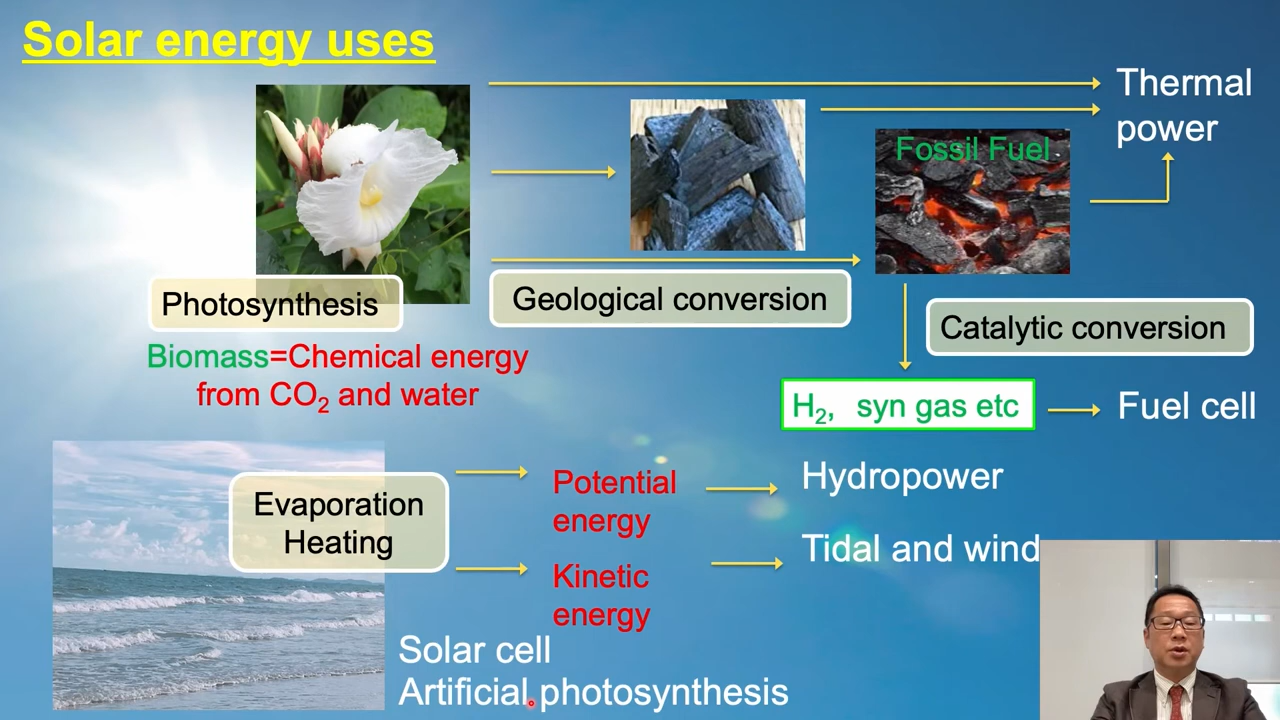 Solar energy uses
Thermal
power
Fossil Fuel
Photosynthesis
Geological conversion
Catalytic conversion
Biomass=Chemical energy
from CO₂ and water
H₂, syn gas etc
Fuel cell
Evaporation
Heating
Potential
energy
Hydropower
Kinetic
energy
Tidal and wind
Solar cell
Artificial photosynthesis